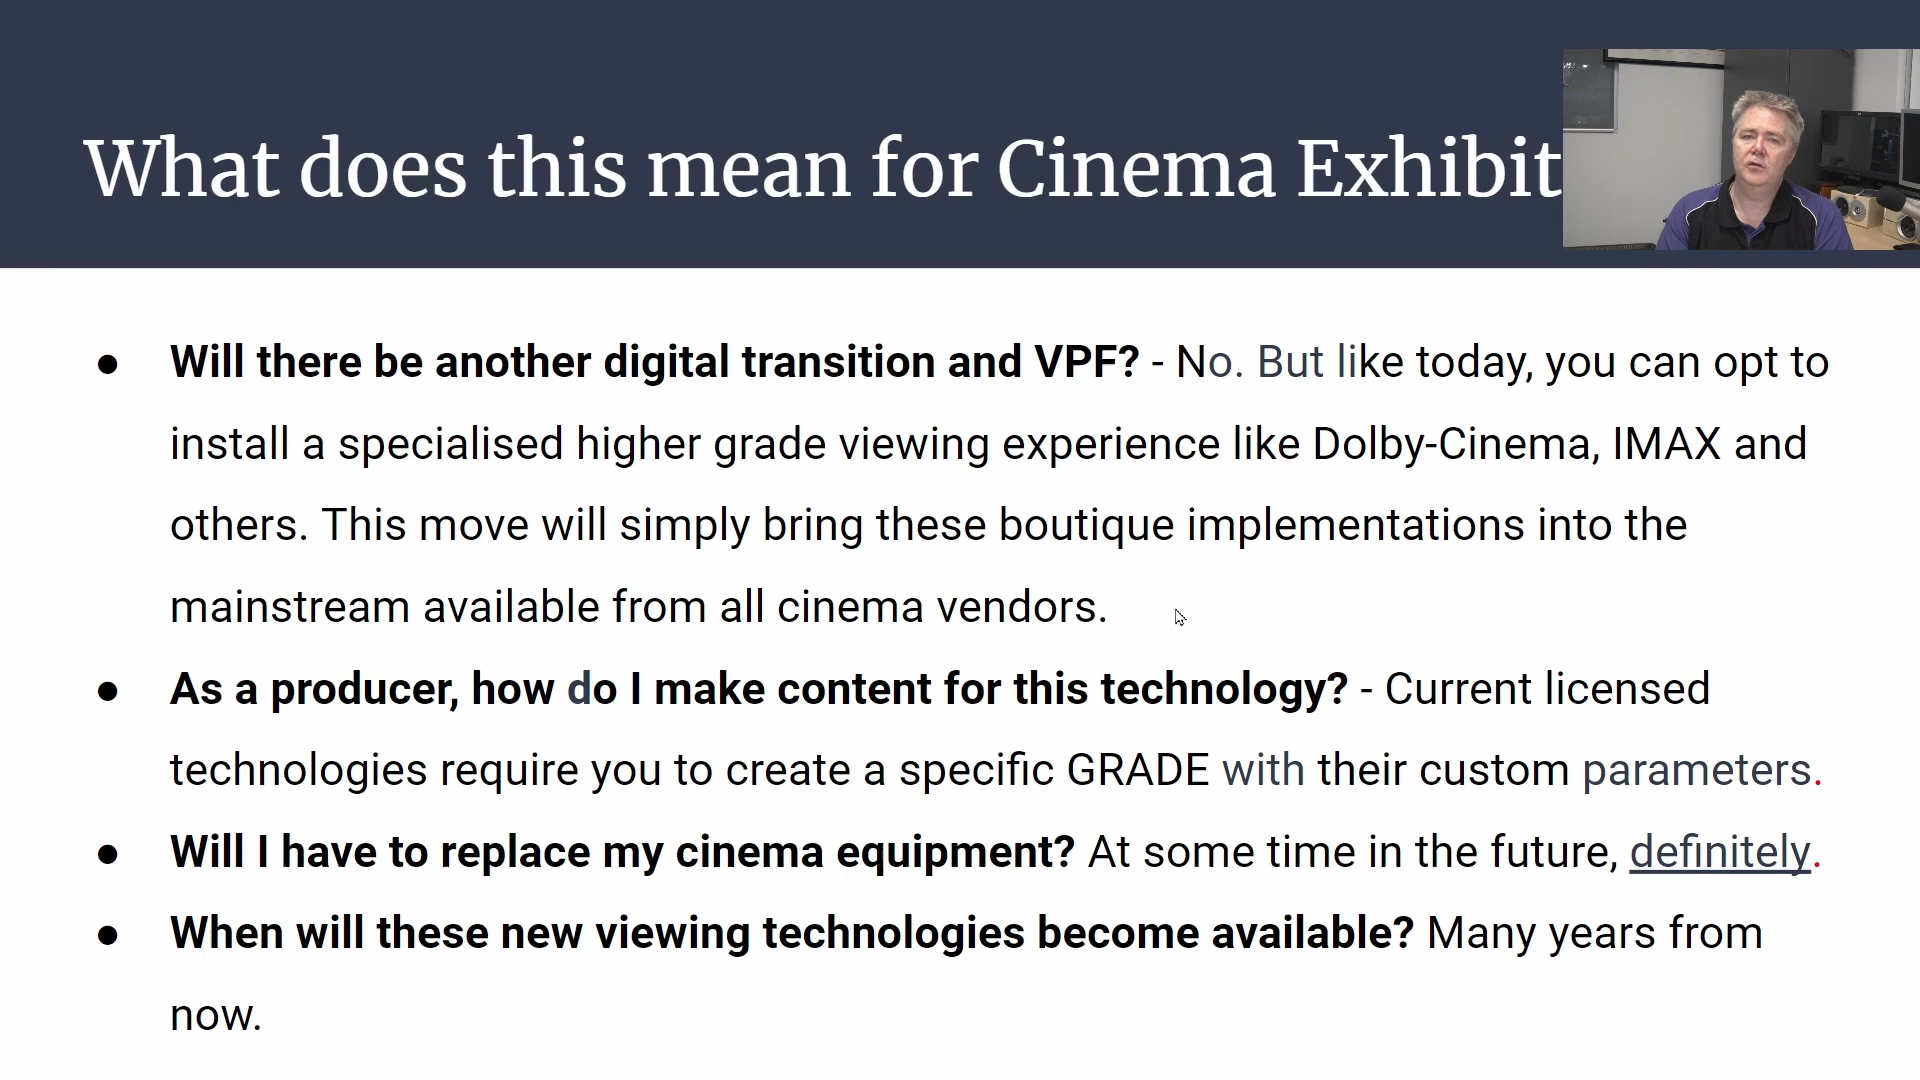 What does this mean for Cinema Exhibit
● Will there be another digital transition and VPF? - No. But like today, you can opt to
install a specialised higher grade viewing experience like Dolby-Cinema, IMAX and
others. This move will simply bring these boutique implementations into the
mainstream available from all cinema vendors.
● As a producer, how do I make content for this technology? - Current licensed
technologies require you to create a specific GRADE with their custom parameters.
● Will I have to replace my cinema equipment? At some time in the future, definitely.
● When will these new viewing technologies become available? Many years from
now.